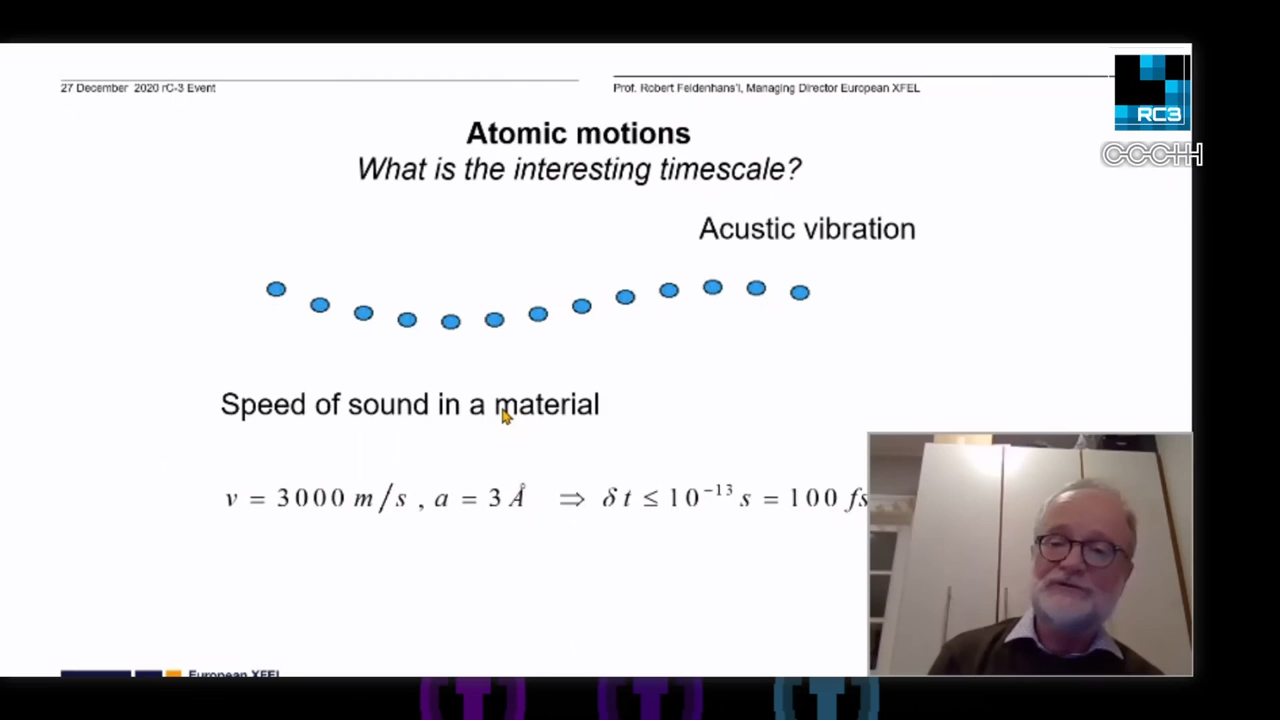 27 December 2020 rC-3 Event
Prof. Robert Feidenhans'l, Managing Director European XFEL
RC3
CCCHH
Atomic motions
What is the interesting timescale?
Acustic vibration
Speed of sound in a material
v = 3000 m/s , a = 3 Å ⇒ δt ≤ 10⁻¹³ s = 100 fs
European XFEL